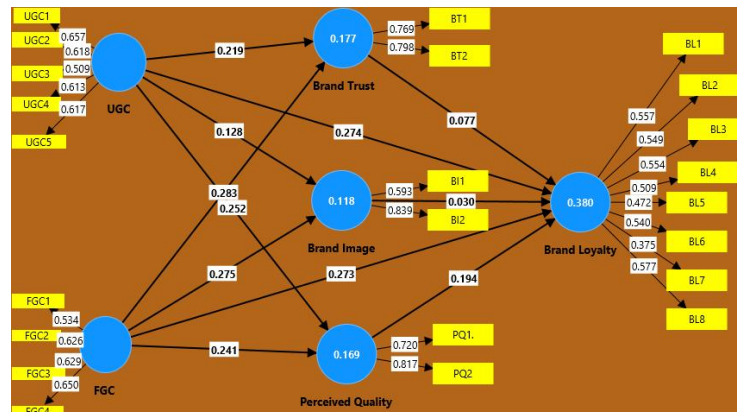 UGC1
UGC2
UGC3
UGC4
UGC5
0.657
0.618
0.509
0.613
0.617
UGC
0.219
0.128
0.274
0.283
0.252
0.177
Brand Trust
0.769
0.798
BT1
BT2
0.077
0.118
Brand Image
0.593
0.839
BI1
BI2
0.030
0.275
0.273
0.241
FGC1
FGC2
FGC3
FGC4
0.534
0.626
0.629
0.650
FGC
0.169
Perceived Quality
0.720
0.817
PQ1.
PQ2
0.194
0.380
Brand Loyalty
0.557
0.549
0.554
0.509
0.472
0.540
0.375
0.577
BL1
BL2
BL3
BL4
BL5
BL6
BL7
BL8